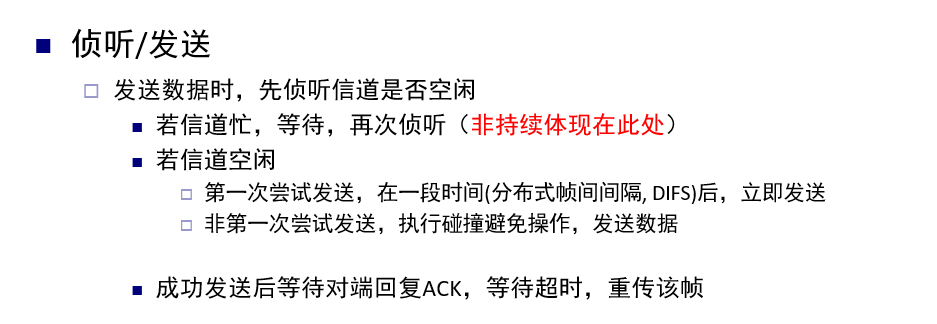 侦听/发送
发送数据时，先侦听信道是否空闲
若信道忙，等待，再次侦听（非持续体现在此处）
若信道空闲
第一次尝试发送，在一段时间(分布式帧间间隔, DIFS)后，立即发送
非第一次尝试发送，执行碰撞避免操作，发送数据
成功发送后等待对端回复ACK，等待超时，重传该帧